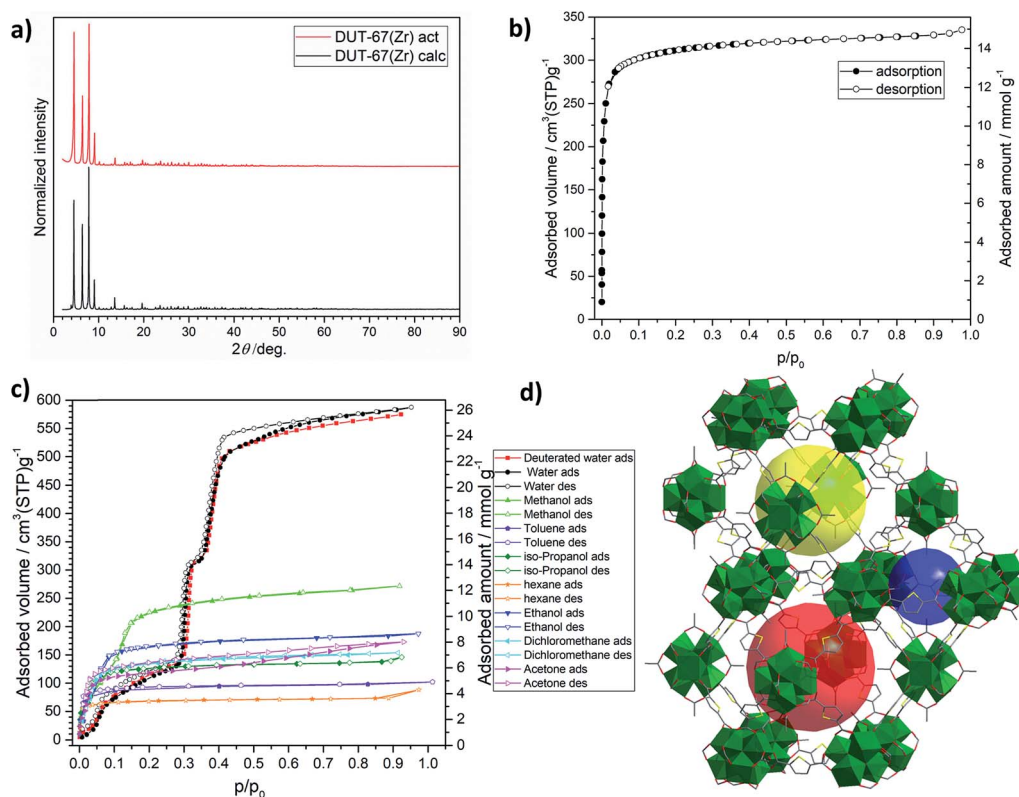 a)
DUT-67(Zr) act
DUT-67(Zr) calc
Normalized intensity
0 10 20 30 40 50 60 70 80 90
2θ/deg.
b)
350
300
250
200
150
100
50
0
14
12
10
8
6
4
2
0
adsorption
desorption
Adsorbed volume / cm³(STP)g⁻¹
Adsorbed amount / mmol g⁻¹
0.0 0.1 0.2 0.3 0.4 0.5 0.6 0.7 0.8 0.9 1.0
p/p₀
c)
600
550
500
450
400
350
300
250
200
150
100
50
0
26
24
22
20
18
16
14
12
10
8
6
4
2
0
Adsorbed volume / cm³(STP)g⁻¹
Adsorbed amount / mmol g⁻¹
0.0 0.1 0.2 0.3 0.4 0.5 0.6 0.7 0.8 0.9 1.0
p/p₀
Deuterated water ads
Water ads
Water des
Methanol ads
Methanol des
Toluene ads
Toluene des
iso-Propanol ads
iso-Propanol des
hexane ads
hexane des
Ethanol ads
Ethanol des
Dichloromethane ads
Dichloromethane des
Acetone ads
Acetone des
d)